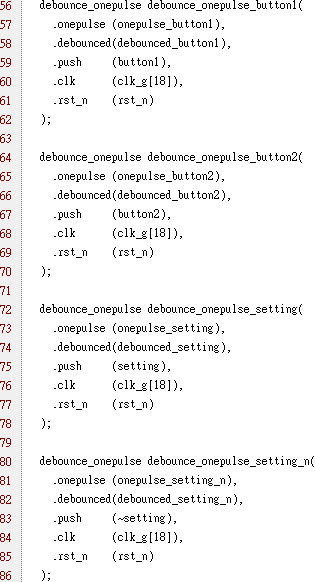 56 debounce_onepulse debounce_onepulse_button1(
57 .onepulse (onepulse_button1),
58 .debounced(debounced_button1),
59 .push (button1),
60 .clk (clk_g[18]),
61 .rst_n (rst_n)
62 );
63
64 debounce_onepulse debounce_onepulse_button2(
65 .onepulse (onepulse_button2),
66 .debounced(debounced_button2),
67 .push (button2),
68 .clk (clk_g[18]),
69 .rst_n (rst_n)
70 );
71
72 debounce_onepulse debounce_onepulse_setting(
73 .onepulse (onepulse_setting),
74 .debounced(debounced_setting),
75 .push (setting),
76 .clk (clk_g[18]),
77 .rst_n (rst_n)
78 );
79
80 debounce_onepulse debounce_onepulse_setting_n(
81 .onepulse (onepulse_setting_n),
82 .debounced(debounced_setting_n),
83 .push (~setting),
84 .clk (clk_g[18]),
85 .rst_n (rst_n)
86 );